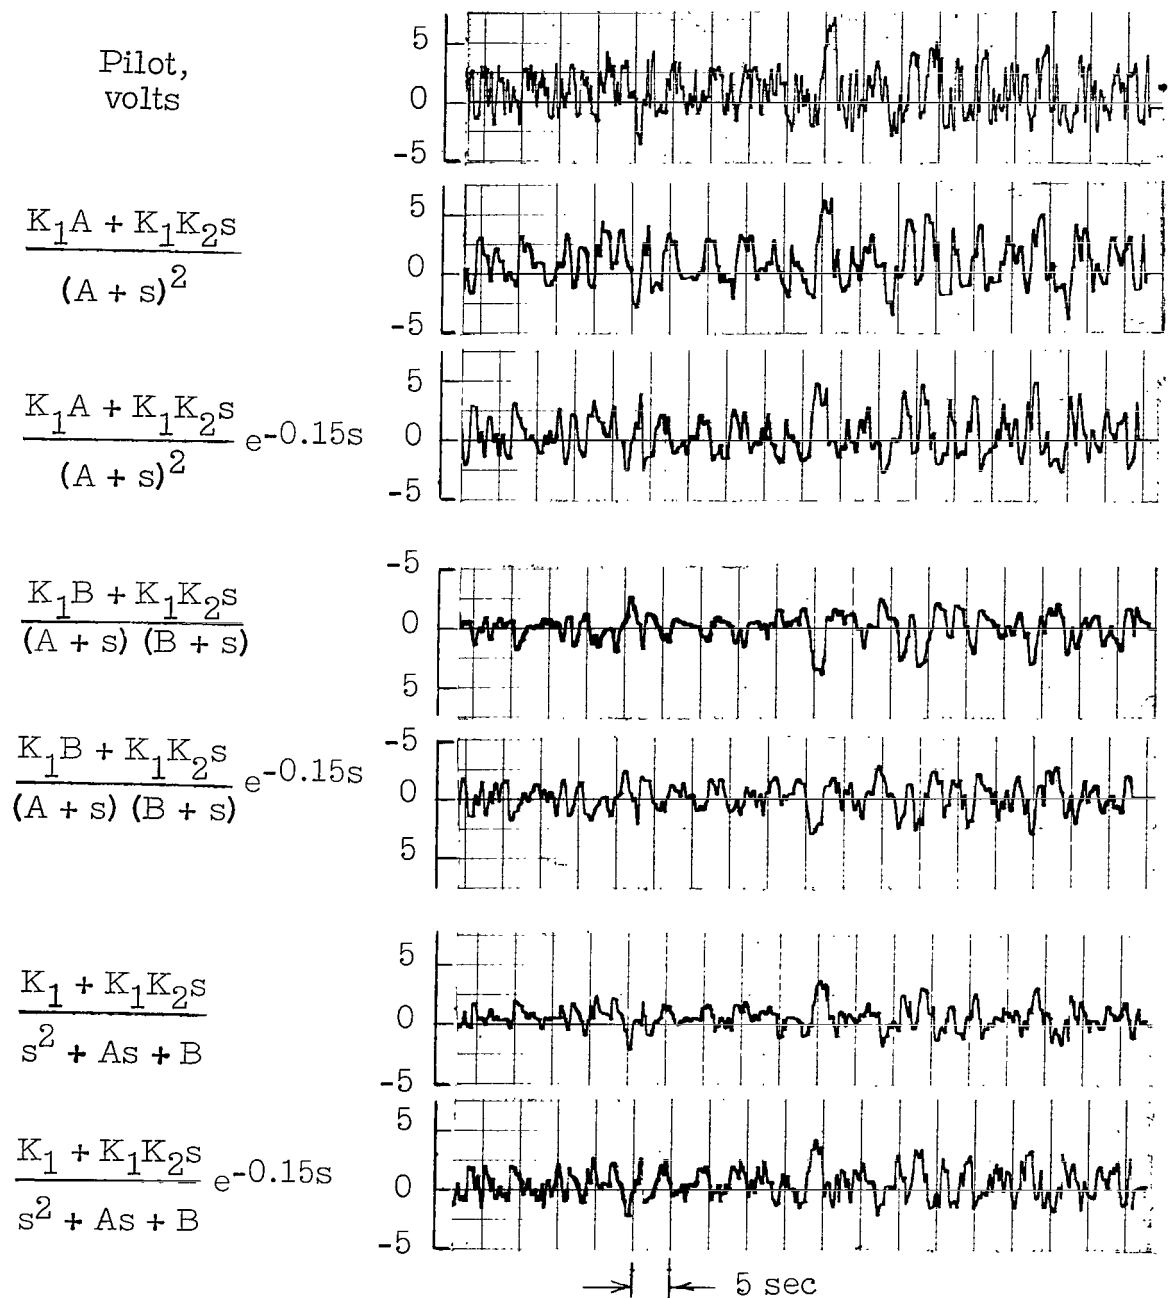 Pilot,
volts
5
0
-5
K₁A + K₁K₂s
(A + s)²
5
0
-5
K₁A + K₁K₂s
(A + s)² e-0.15s
5
0
-5
K₁B + K₁K₂s
(A + s) (B + s)
-5
0
5
K₁B + K₁K₂s
(A + s) (B + s) e-0.15s
-5
0
5
K₁ + K₁K₂s
s² + As + B
5
0
-5
K₁ + K₁K₂s
s² + As + B e-0.15s
5
0
-5
5 sec